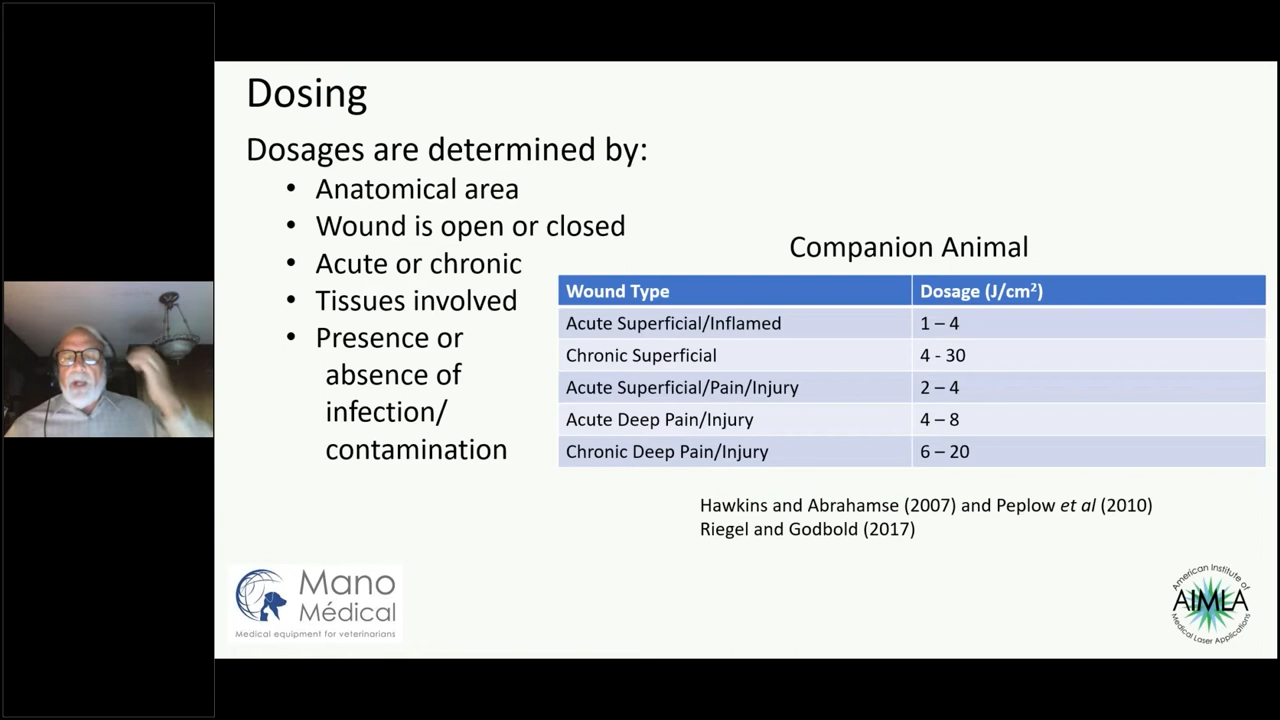 Dosing
Dosages are determined by:
• Anatomical area
• Wound is open or closed
• Acute or chronic
• Tissues involved
• Presence or
absence of
infection/
contamination
Companion Animal
Wound Type Dosage (J/cm²)
Acute Superficial/Inflamed 1 – 4
Chronic Superficial 4 - 30
Acute Superficial/Pain/Injury 2 – 4
Acute Deep Pain/Injury 4 – 8
Chronic Deep Pain/Injury 6 – 20
Hawkins and Abrahamse (2007) and Peplow et al (2010)
Riegel and Godbold (2017)
Mano
Médical
Medical equipment for veterinarians
American Institute of
AIMLA
Medical Laser Applications